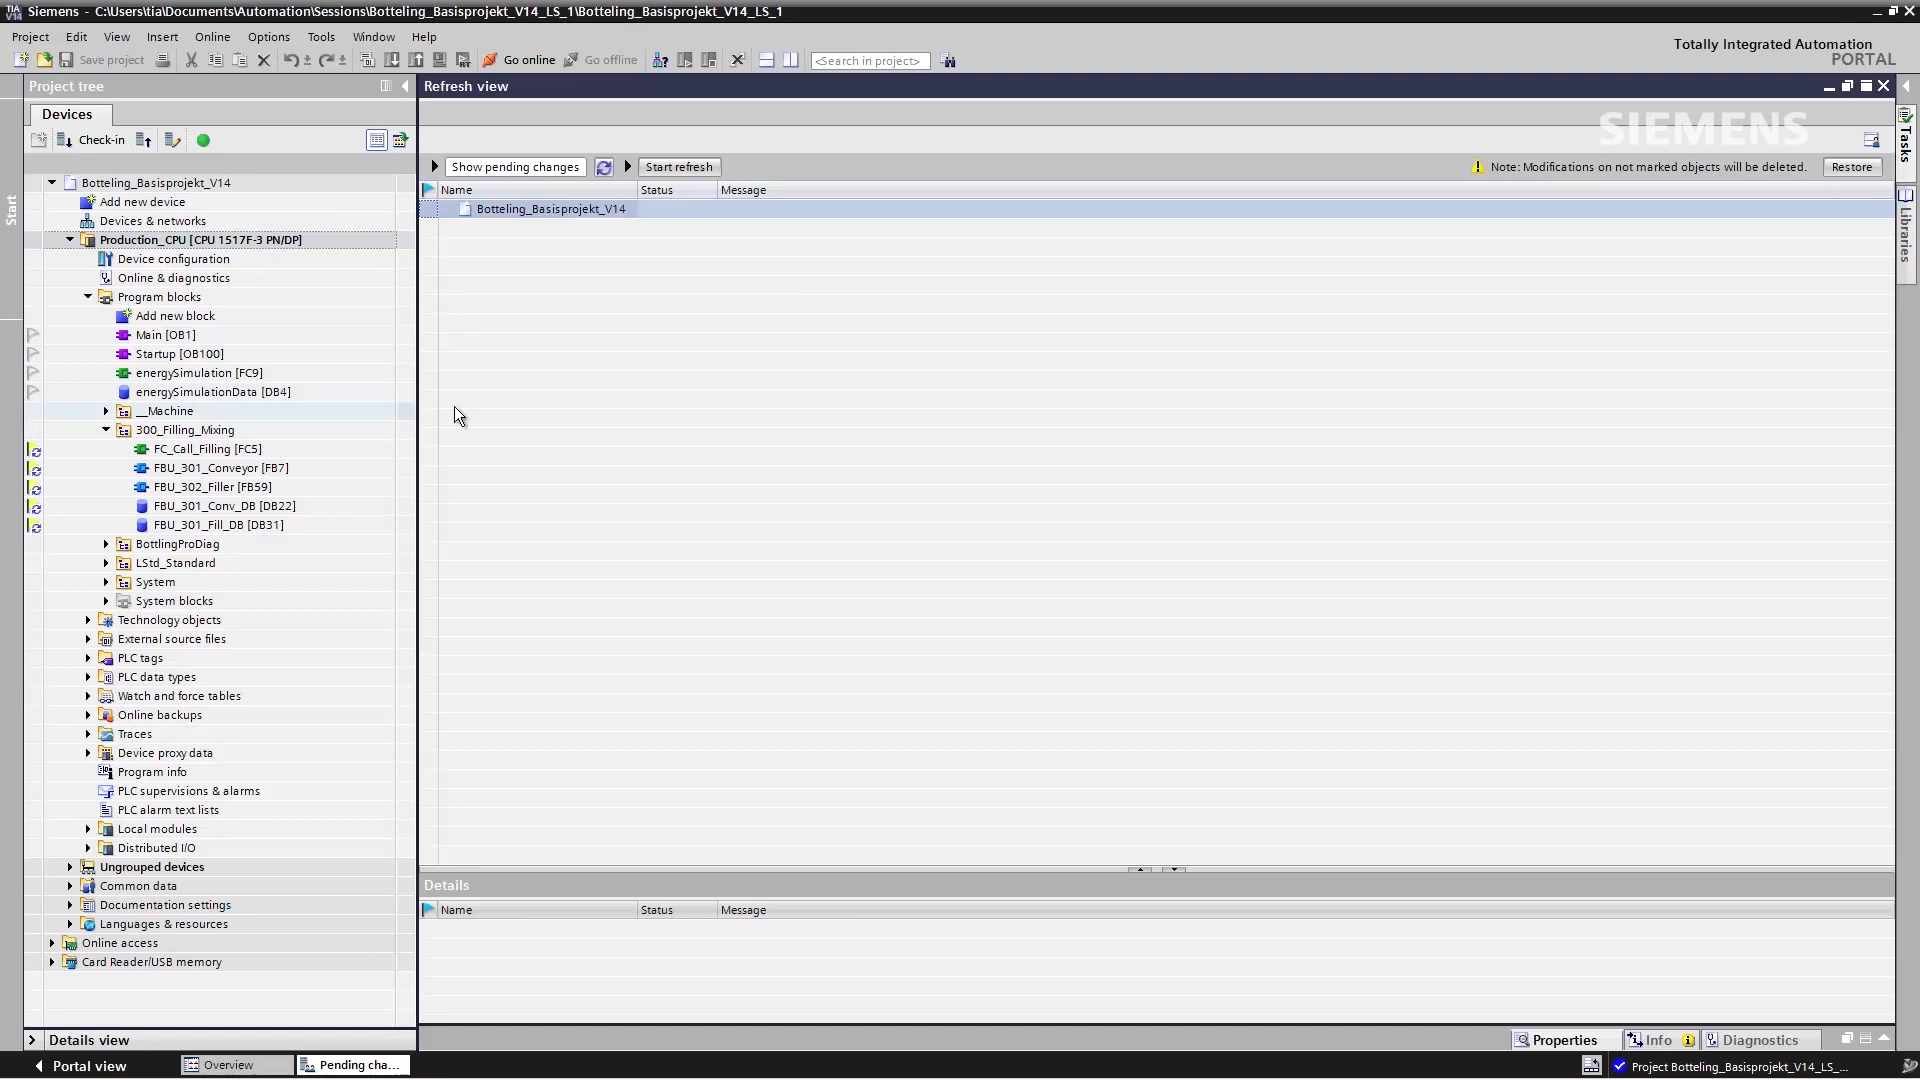 Siemens - C:\Users\tia\Documents\Automation\Sessions\Botteling_Basisprojekt_V14_LS_1\Botteling_Basisprojekt_V14_LS_1
Project Edit View Insert Online Options Tools Window Help
Totally Integrated Automation
PORTAL
Save project Go online Go offline <Search in project>
Project tree
Refresh view
Devices
SIEMENS
Check-in
Show pending changes Start refresh Note: Modifications on not marked objects will be deleted. Restore
Name Status Message
Botteling_Basisprojekt_V14
Botteling_Basisprojekt_V14
Add new device
Devices & networks
Production_CPU [CPU 1517F-3 PN/DP]
Device configuration
Online & diagnostics
Program blocks
Add new block
Main [OB1]
Startup [OB100]
energySimulation [FC9]
energySimulationData [DB4]
__Machine
300_Filling_Mixing
FC_Call_Filling [FC5]
FBU_301_Conveyor [FB7]
FBU_302_Filler [FB59]
FBU_301_Conv_DB [DB22]
FBU_301_Fill_DB [DB31]
BottlingProDiag
LStd_Standard
System
System blocks
Technology objects
External source files
PLC tags
PLC data types
Watch and force tables
Online backups
Traces
Device proxy data
Program info
PLC supervisions & alarms
PLC alarm text lists
Local modules
Distributed I/O
Ungrouped devices
Common data
Documentation settings
Languages & resources
Online access
Card Reader/USB memory
Details
Name Status Message
Start
Tasks
Libraries
Details view
Properties Info Diagnostics
Portal view Overview Pending cha... Project Botteling_Basisprojekt_V14_LS_...